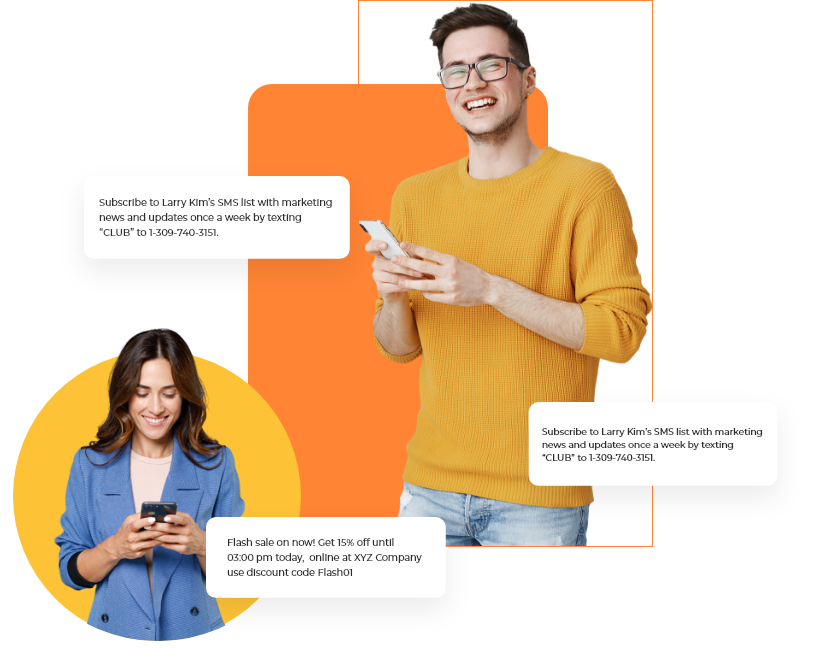 Subscribe to Larry Kim's SMS list with marketing
news and updates once a week by texting
“CLUB” to 1-309-740-3151.
Subscribe to Larry Kim's SMS list with marketing
news and updates once a week by texting
“CLUB” to 1-309-740-3151.
Flash sale on now! Get 15% off until
03:00 pm today, online at XYZ Company
use discount code Flash01